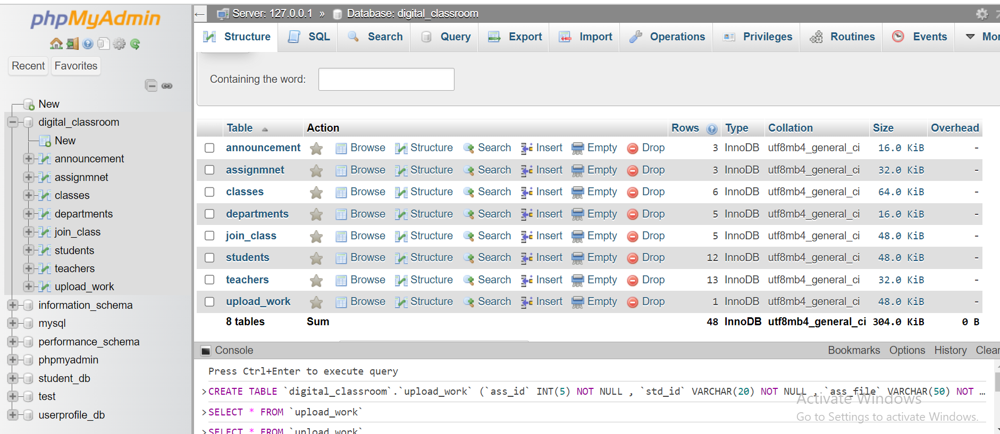 phpMyAdmin
Recent Favorites
New
digital_classroom
New
announcement
assignmnet
classes
departments
join_class
students
teachers
upload_work
information_schema
mysql
performance_schema
phpmyadmin
student_db
test
userprofile_db
Server: 127.0.0.1 » Database: digital_classroom
Structure SQL Search Query Export Import Operations Privileges Routines Events
Containing the word:
Table Action Rows Type Collation Size Overhead
announcement Browse Structure Search Insert Empty Drop 3 InnoDB utf8mb4_general_ci 16.0 KiB -
assignmnet Browse Structure Search Insert Empty Drop 3 InnoDB utf8mb4_general_ci 32.0 KiB -
classes Browse Structure Search Insert Empty Drop 6 InnoDB utf8mb4_general_ci 64.0 KiB -
departments Browse Structure Search Insert Empty Drop 5 InnoDB utf8mb4_general_ci 16.0 KiB -
join_class Browse Structure Search Insert Empty Drop 5 InnoDB utf8mb4_general_ci 48.0 KiB -
students Browse Structure Search Insert Empty Drop 12 InnoDB utf8mb4_general_ci 48.0 KiB -
teachers Browse Structure Search Insert Empty Drop 13 InnoDB utf8mb4_general_ci 32.0 KiB -
upload_work Browse Structure Search Insert Empty Drop 1 InnoDB utf8mb4_general_ci 48.0 KiB -
8 tables Sum 48 InnoDB utf8mb4_general_ci 304.0 KiB 0 B
Console Bookmarks Options History Clear
Press Ctrl+Enter to execute query
>CREATE TABLE `digital_classroom`.`upload_work` (`ass_id` INT(5) NOT NULL , `std_id` VARCHAR(20) NOT NULL , `ass_file` VARCHAR(50) NOT …
>SELECT * FROM `upload_work`
>SELECT * FROM `upload_work`
Activate Windows
Go to Settings to activate Windows.